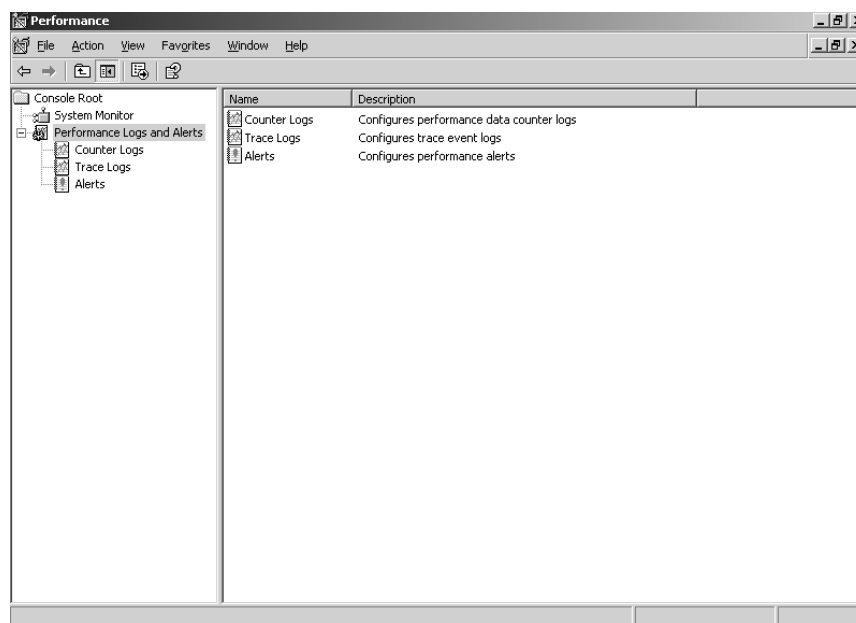 Performance
File Action View Favorites Window Help
Console Root
System Monitor
Performance Logs and Alerts
Counter Logs
Trace Logs
Alerts
Name Description
Counter Logs Configures performance data counter logs
Trace Logs Configures trace event logs
Alerts Configures performance alerts